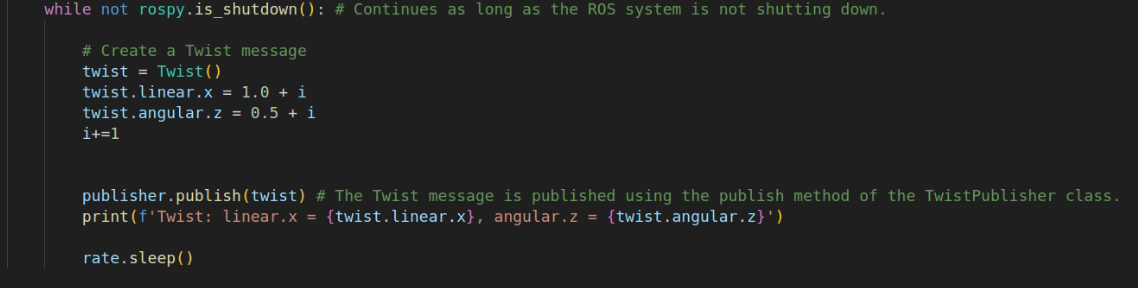 while not rospy.is_shutdown(): # Continues as long as the ROS system is not shutting down.
# Create a Twist message
twist = Twist()
twist.linear.x = 1.0 + i
twist.angular.z = 0.5 + i
i+=1
publisher.publish(twist) # The Twist message is published using the publish method of the TwistPublisher class.
print(f'Twist: linear.x = {twist.linear.x}, angular.z = {twist.angular.z}')
rate.sleep()